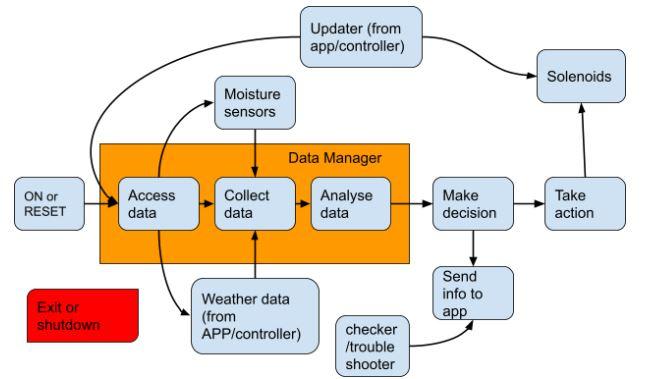 Updater (from
app/controller)
Solenoids
Moisture
sensors
Data Manager
ON or
RESET
Access
data
Collect
data
Analyse
data
Make
decision
Take
action
Weather data
(from
APP/controller)
Send
info to
app
Exit or
shutdown
checker
/trouble
shooter